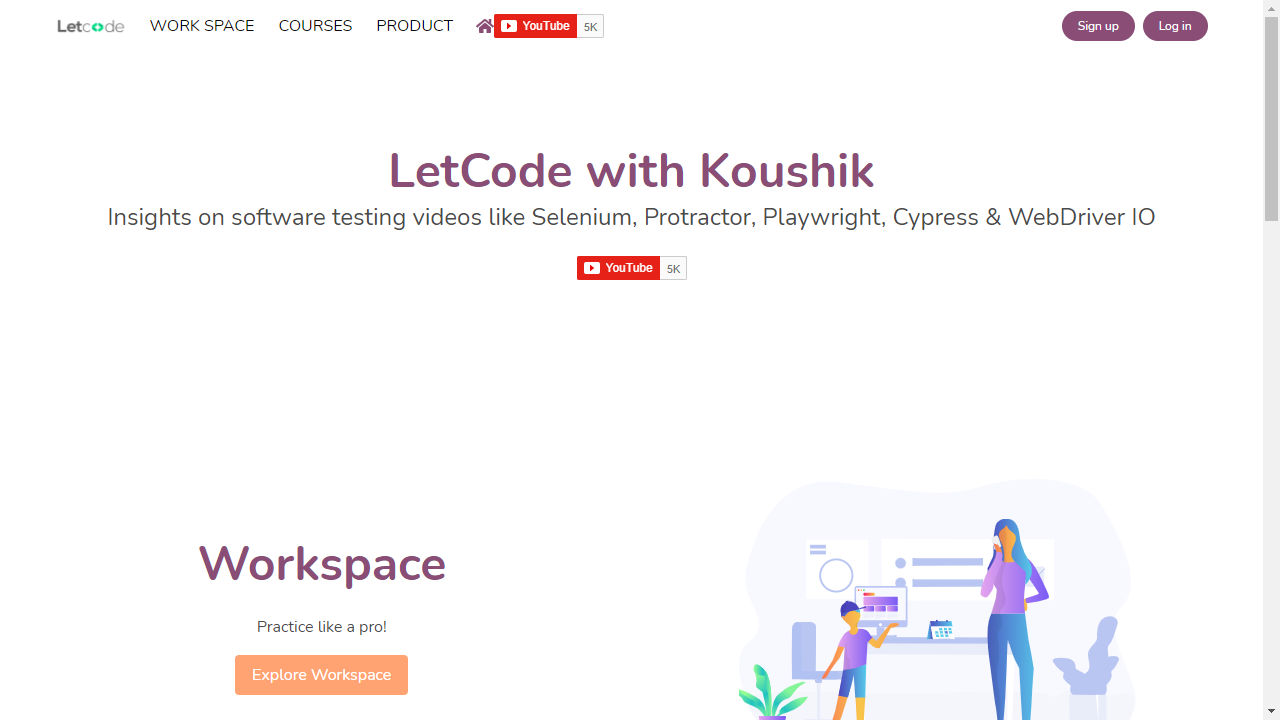 Letcode WORK SPACE COURSES PRODUCT YouTube 5K Sign up Log in
LetCode with Koushik
Insights on software testing videos like Selenium, Protractor, Playwright, Cypress & WebDriver IO
YouTube 5K
Workspace
Practice like a pro!
Explore Workspace